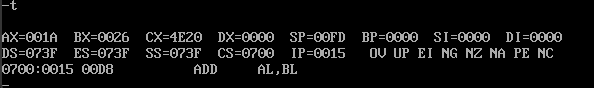 -t
AX=001A  BX=0026  CX=4E20  DX=0000  SP=00FD  BP=0000  SI=0000  DI=0000
DS=073F  ES=073F  SS=073F  CS=0700  IP=0015   OV UP EI NG NZ NA PE NC
0700:0015 00D8          ADD     AL,BL
-